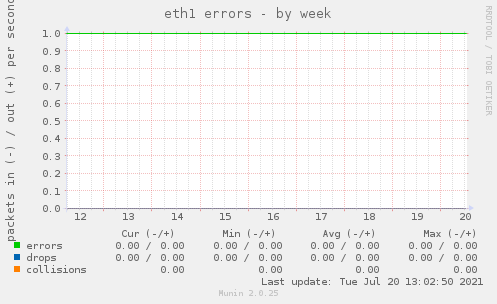 eth1 errors - by week
RRDTOOL / TOBI OETIKER
packets in (-) / out (+) per second
1.0
0.9
0.8
0.7
0.6
0.5
0.4
0.3
0.2
0.1
0.0
12 13 14 15 16 17 18 19 20
Cur (-/+) Min (-/+) Avg (-/+) Max (-/+)
errors 0.00 / 0.00 0.00 / 0.00 0.00 / 0.00 0.00 / 0.00
drops 0.00 / 0.00 0.00 / 0.00 0.00 / 0.00 0.00 / 0.00
collisions 0.00 0.00 0.00 0.00
Last update: Tue Jul 20 13:02:50 2021
Munin 2.0.25